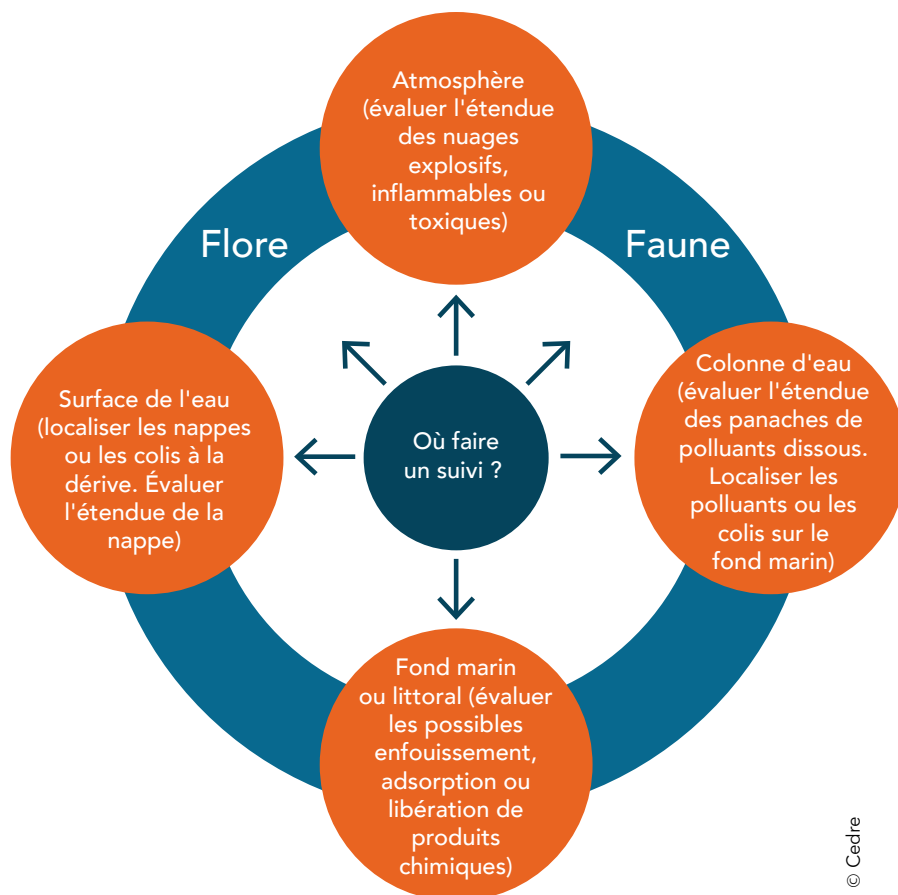 Atmosphère
(évaluer l'étendue
des nuages
explosifs,
inflammables ou
toxiques)
Flore
Faune
Surface de l'eau
(localiser les nappes
ou les colis à la
dérive. Évaluer
l'étendue de la
nappe)
Où faire
un suivi ?
Colonne d'eau
(évaluer l'étendue
des panaches de
polluants dissous.
Localiser les
polluants ou les
colis sur le
fond marin)
Fond marin
ou littoral (évaluer
les possibles
enfouissement,
adsorption ou
libération de
produits
chimiques)
© Cedre